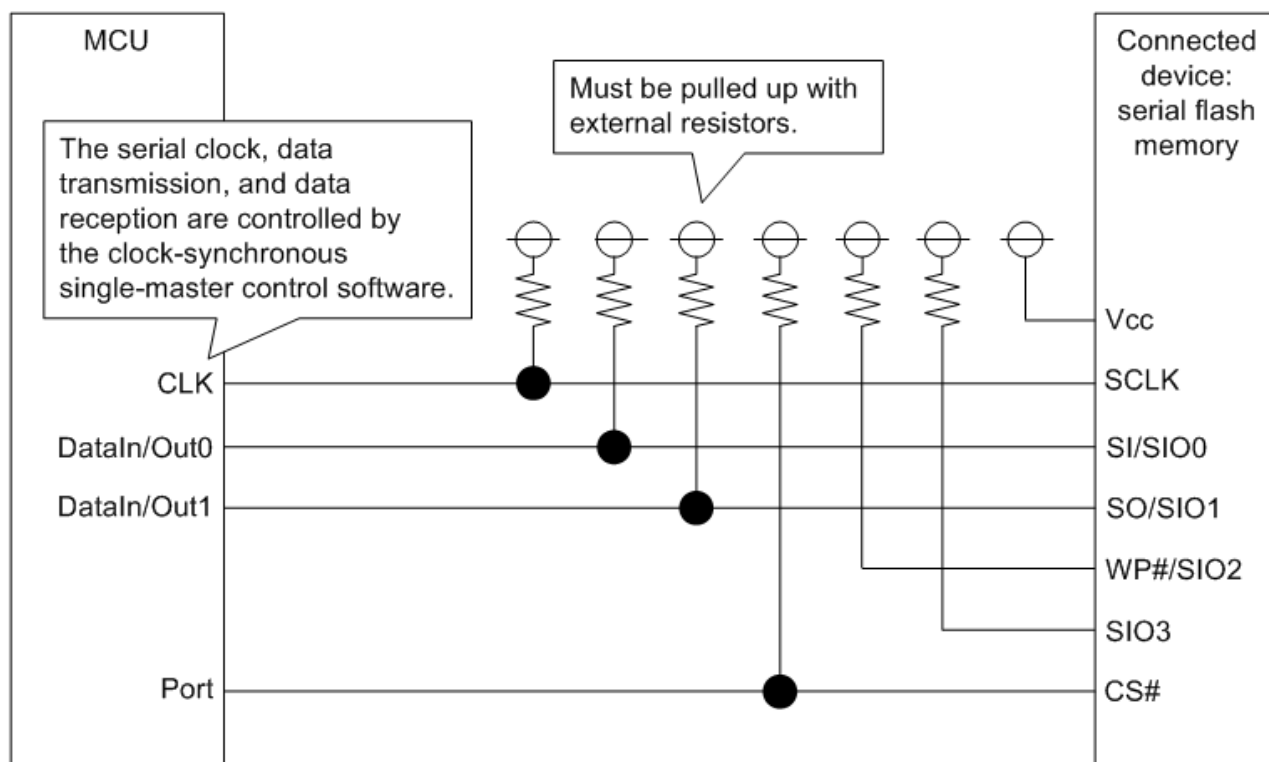 MCU
Connected
device:
serial flash
memory
Must be pulled up with
external resistors.
The serial clock, data
transmission, and data
reception are controlled by
the clock-synchronous
single-master control software.
Vcc
CLK
SCLK
DataIn/Out0
SI/SIO0
DataIn/Out1
SO/SIO1
WP#/SIO2
SIO3
Port
CS#